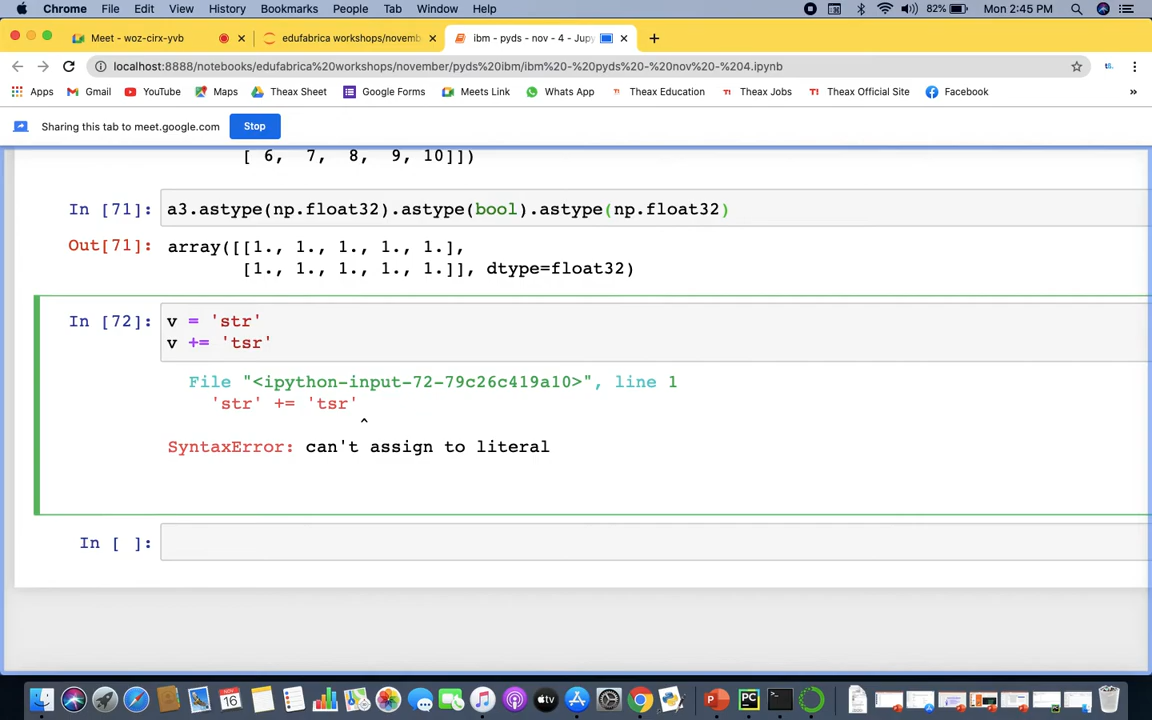 Chrome File Edit View History Bookmarks People Tab Window Help 82% Mon 2:45 PM
Meet - woz-cirx-yvb edufabrica workshops/novemb ibm - pyds - nov - 4 - Jupy
localhost:8888/notebooks/edufabrica%20workshops/november/pyds%20ibm/ibm%20-%20pyds%20-%20nov%20-%204.ipynb
Apps Gmail YouTube Maps Theax Sheet Google Forms Meets Link Whats App Theax Education Theax Jobs Theax Official Site Facebook »
Sharing this tab to meet.google.com Stop
[ 6, 7, 8, 9, 10]])
In [71]: a3.astype(np.float32).astype(bool).astype(np.float32)
Out[71]: array([[1., 1., 1., 1., 1.],
[1., 1., 1., 1., 1.]], dtype=float32)
In [72]: v = 'str'
v += 'tsr'
File "<ipython-input-72-79c26c419a10>", line 1
'str' += 'tsr'
^
SyntaxError: can't assign to literal
In [ ]: